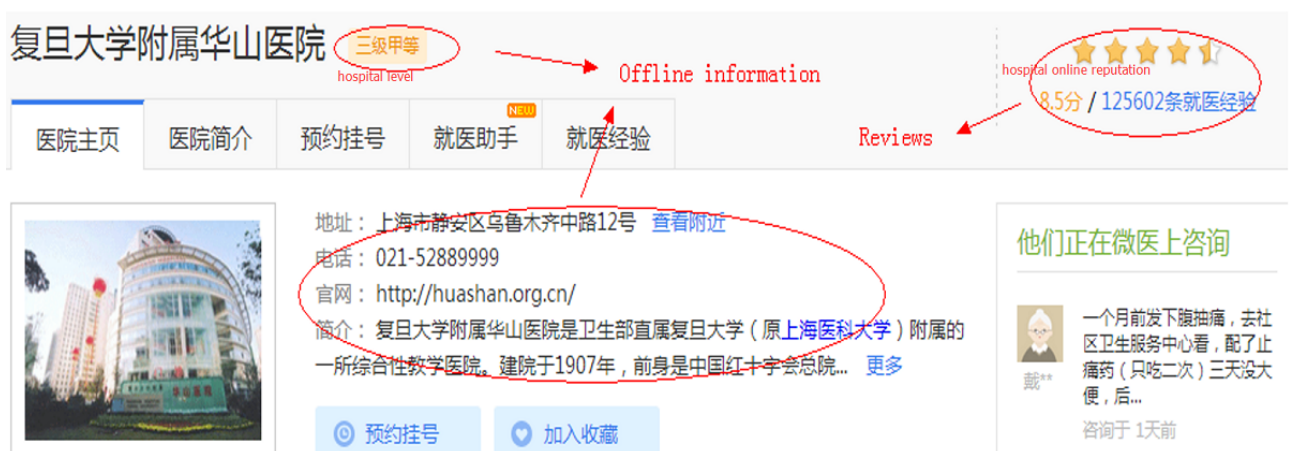 复旦大学附属华山医院 三级甲等
hospital level
Offline information
hospital online reputation
8.5分 / 125602条就医经验
Reviews
NEW
医院主页 医院简介 预约挂号 就医助手 就医经验
地址： 上海市静安区乌鲁木齐中路12号 查看附近
电话： 021-52889999
官网： http://huashan.org.cn/
简介： 复旦大学附属华山医院是卫生部直属复旦大学（原上海医科大学）附属的
一所综合性教学医院。建院于1907年，前身是中国红十字会总院... 更多
预约挂号 加入收藏
华山医院
他们正在微医上咨询
一个月前发下腹抽痛，去社
区卫生服务中心看，配了止
痛药（只吃二次）三天没大
便，后...
戴**
咨询于 1天前